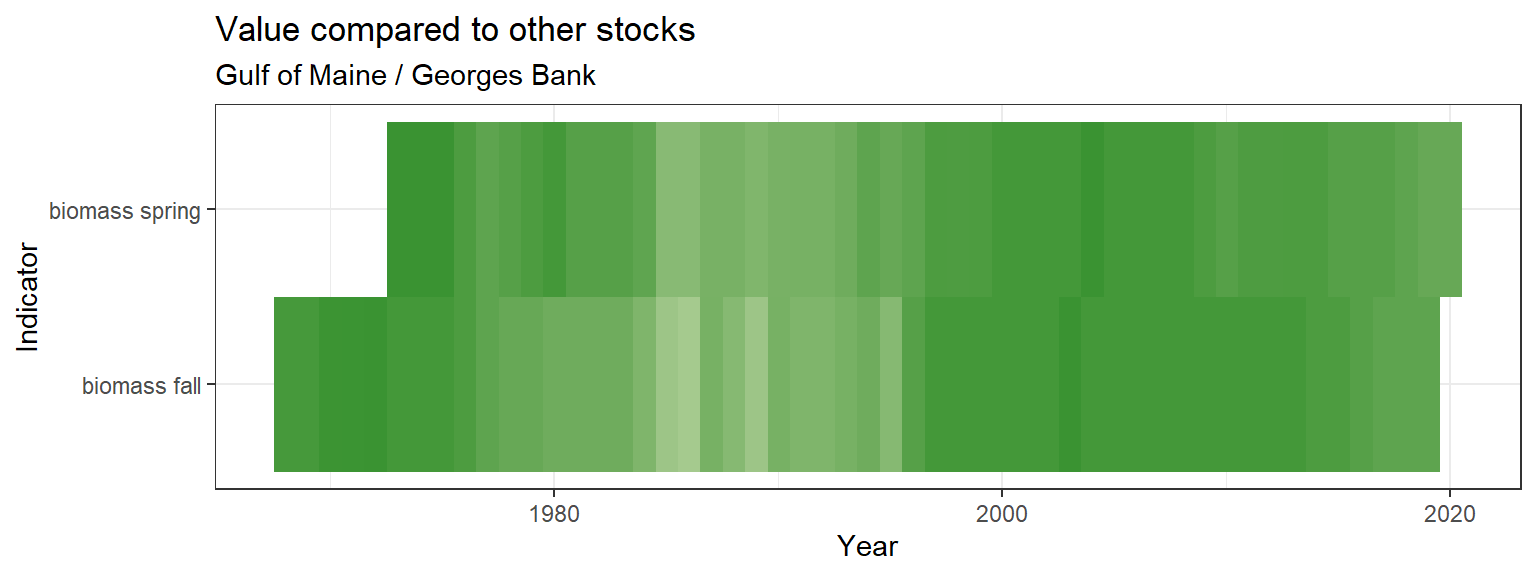 Value compared to other stocks
Gulf of Maine / Georges Bank
Indicator
biomass spring
biomass fall
1980
2000
2020
Year